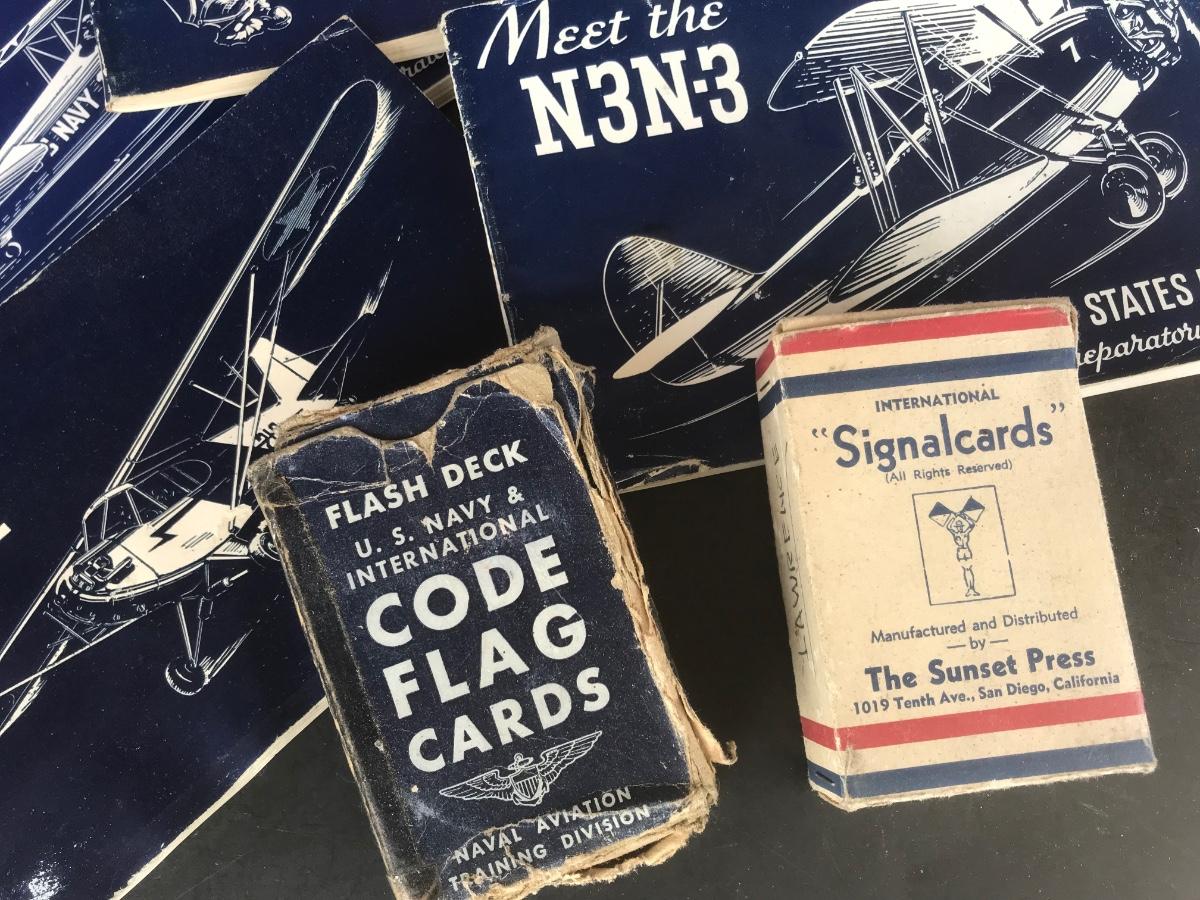 Meet the
N3N-3
7
S NAVY
STATES
FLASH DECK
U. S. NAVY &
INTERNATIONAL
CODE
FLAG
CARDS
NAVAL AVIATION
TRAINING DIVISION
INTERNATIONAL
"Signalcards"
(All Rights Reserved)
Manufactured and Distributed
— by —
The Sunset Press
1019 Tenth Ave., San Diego, California
LAWRENCE